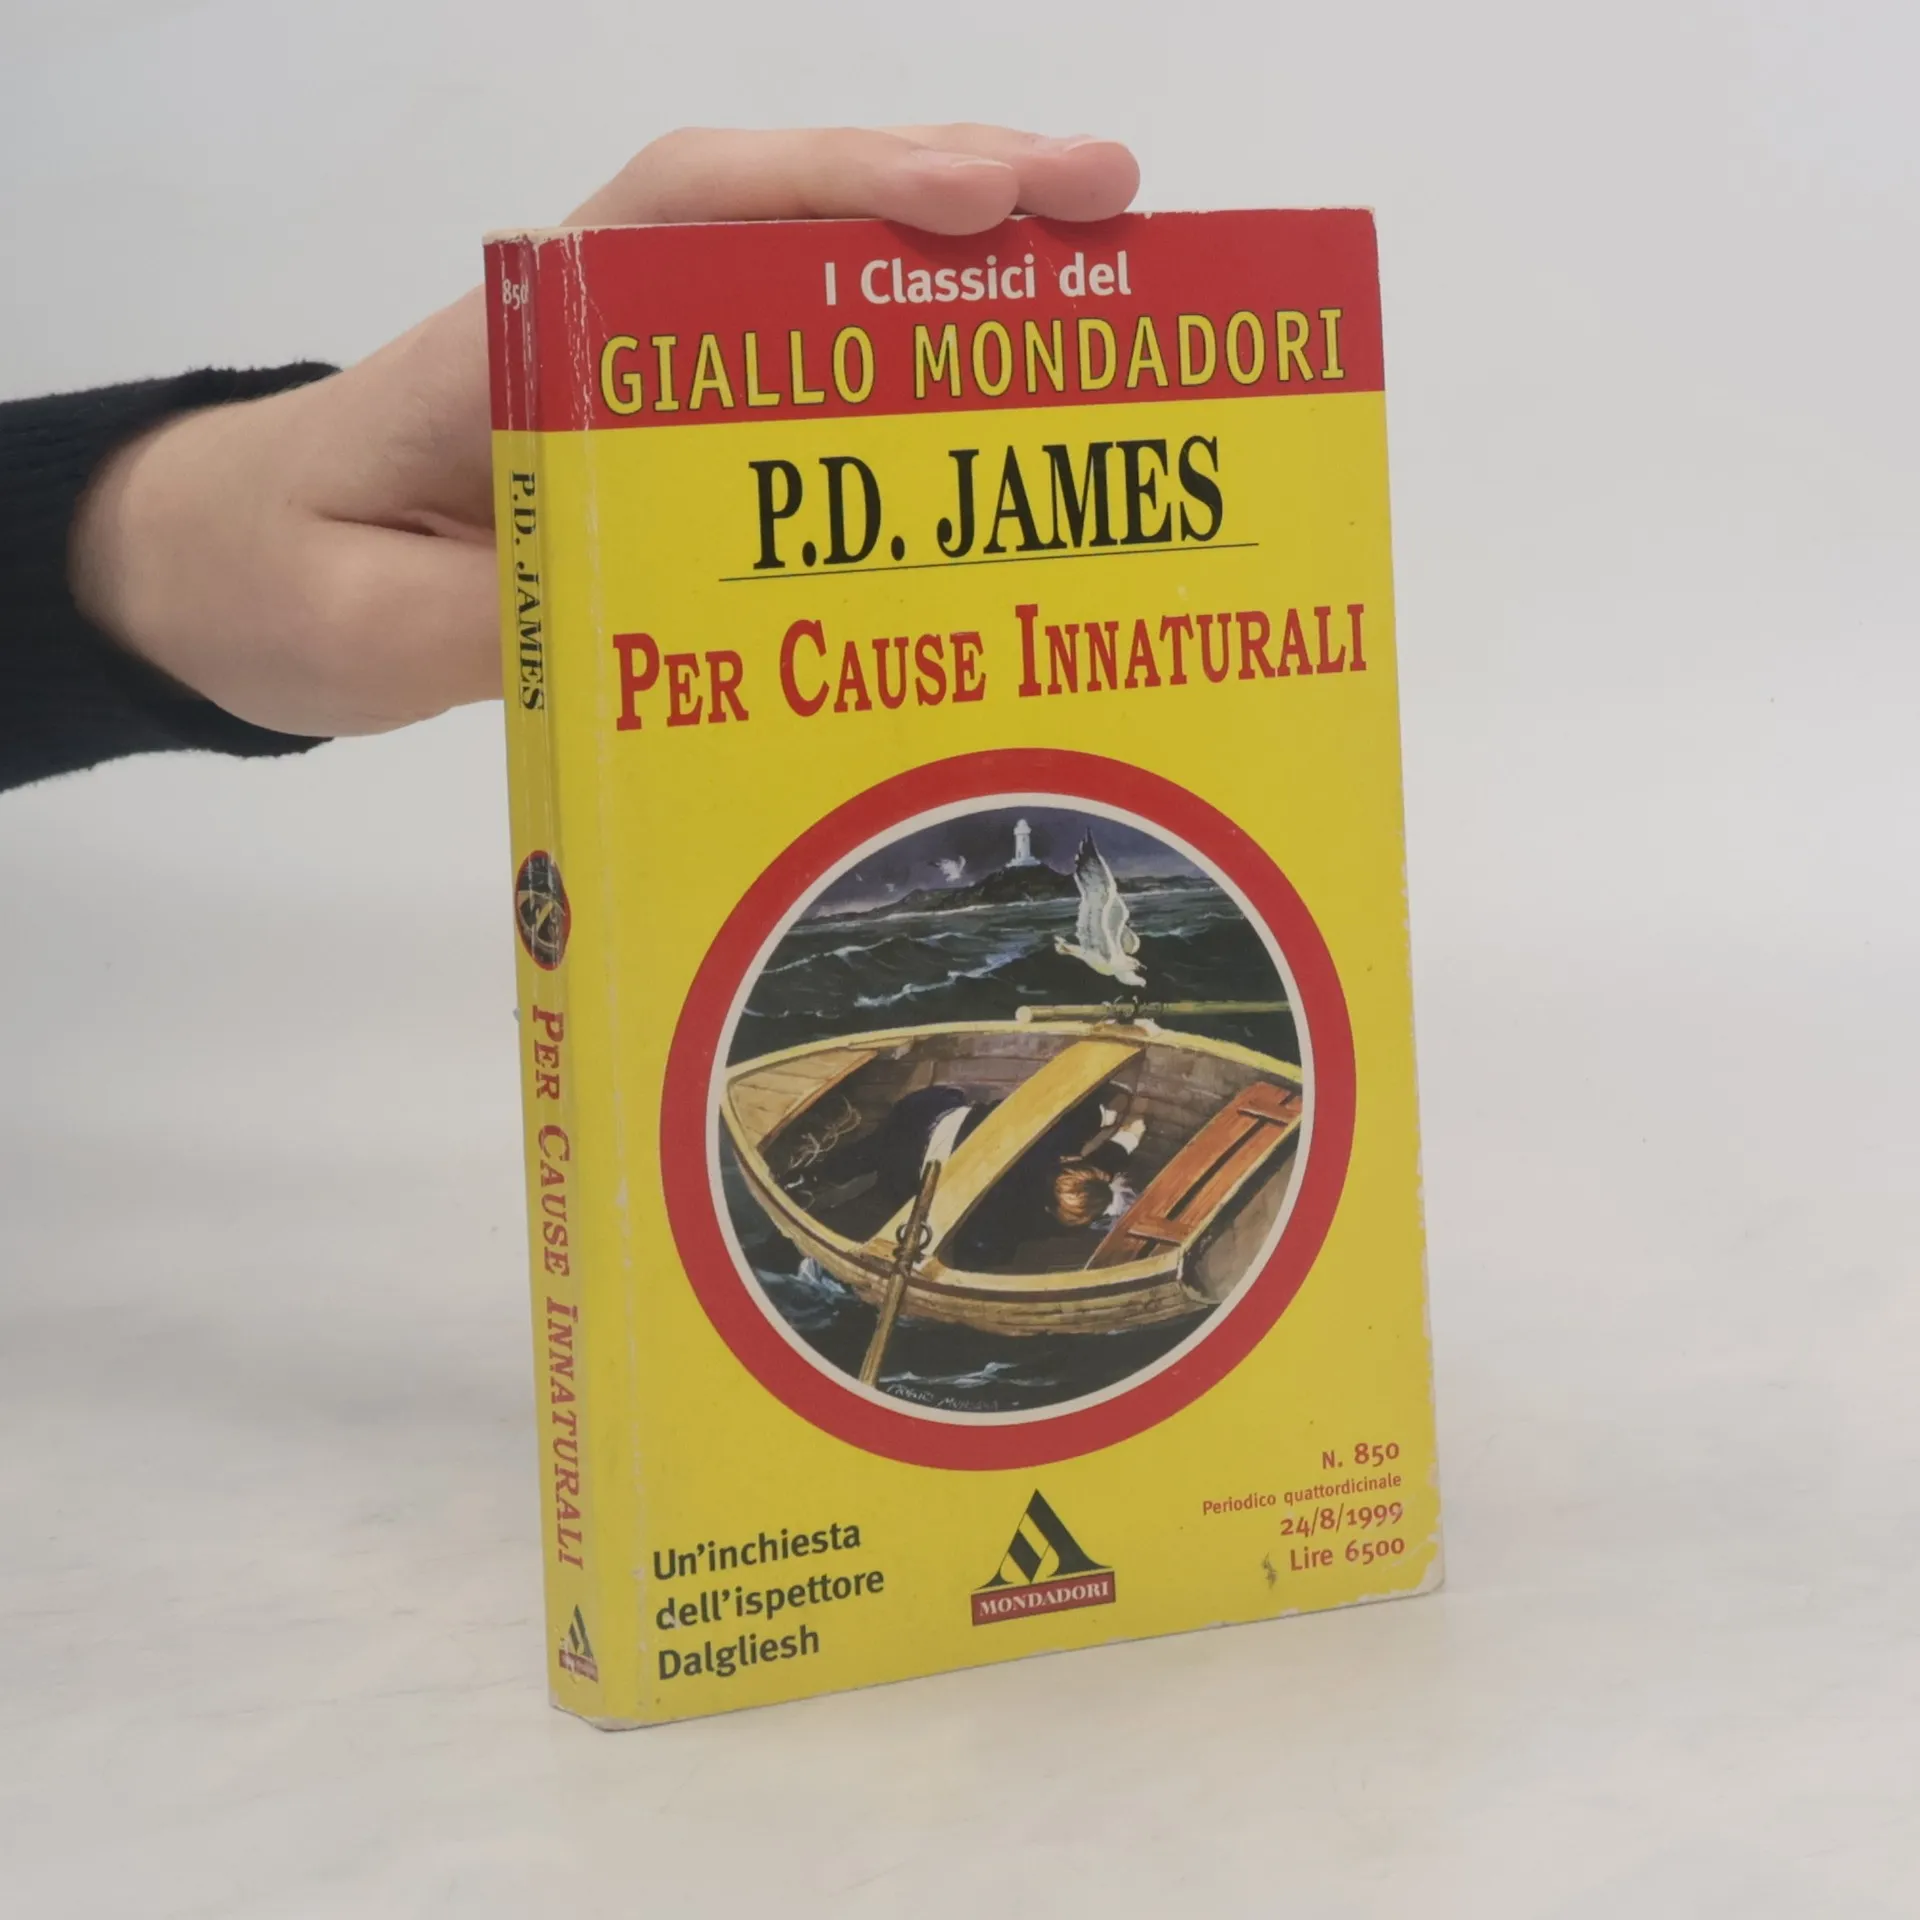 I Classici del
GIALLO MONDADORI
P.D. JAMES
PER CAUSE INNATURALI
N. 850
Periodico quattordicinale
24/8/1999
Lire 6500
Un'inchiesta
dell'ispettore
Dalgliesh
MONDADORI
850
P.D. JAMES
PER CAUSE INNATURALI